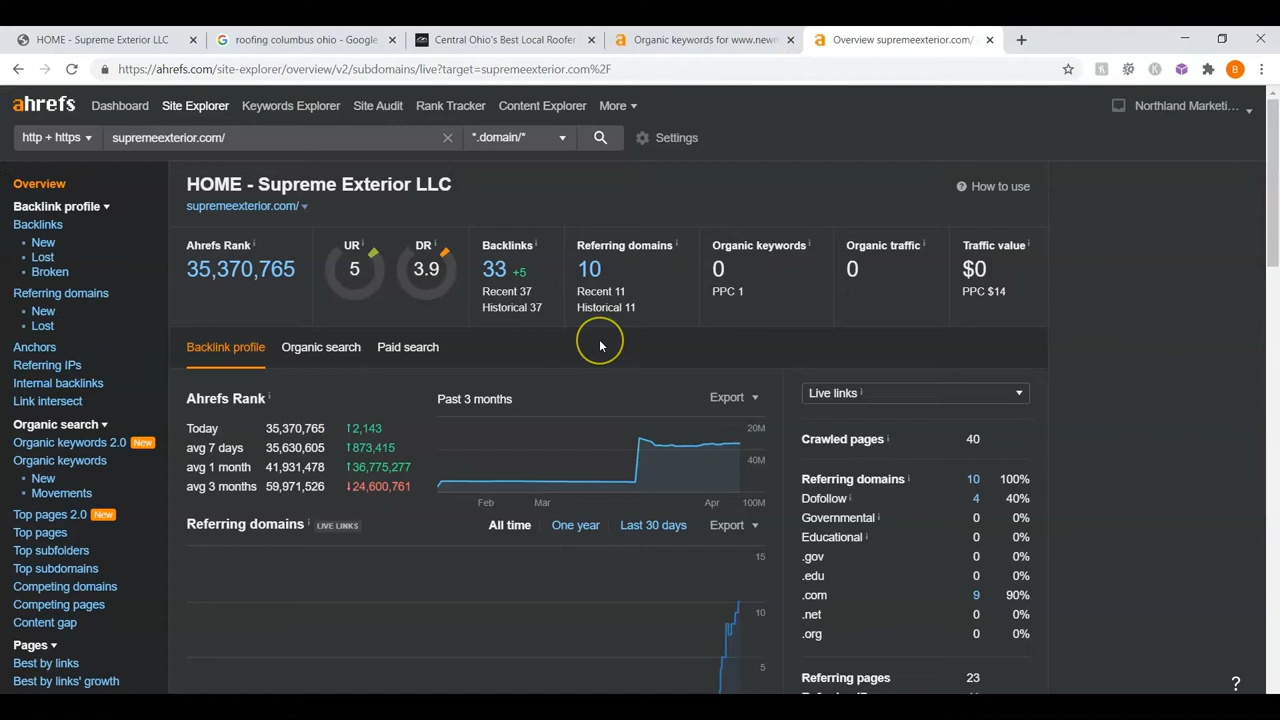 HOME - Supreme Exterior LLC
roofing columbus ohio - Google
Central Ohio's Best Local Roofer
Organic keywords for www.newm
Overview supremeexterior.com/
https://ahrefs.com/site-explorer/overview/v2/subdomains/live?target=supremeexterior.com%2F
B
ahrefs Dashboard Site Explorer Keywords Explorer Site Audit Rank Tracker Content Explorer More Northland Marketi...
http + https supremeexterior.com/ *.domain/* Settings
Overview
Backlink profile
Backlinks
New
Lost
Broken
Referring domains
New
Lost
Anchors
Referring IPs
Internal backlinks
Link intersect
Organic search
Organic keywords 2.0 New
Organic keywords
New
Movements
Top pages 2.0 New
Top pages
Top subfolders
Top subdomains
Competing domains
Competing pages
Content gap
Pages
Best by links
Best by links' growth
HOME - Supreme Exterior LLC
How to use
supremeexterior.com/
Ahrefs Rank
35,370,765
UR
5
DR
3.9
Backlinks
33 +5
Recent 37
Historical 37
Referring domains
10
Recent 11
Historical 11
Organic keywords
0
PPC 1
Organic traffic
0
Traffic value
$0
PPC $14
Backlink profile Organic search Paid search
Ahrefs Rank
Today 35,370,765 ↑2,143
avg 7 days 35,630,605 ↑873,415
avg 1 month 41,931,478 ↑36,775,277
avg 3 months 59,971,526 ↓24,600,761
Past 3 months
Export
20M
40M
100M
Feb Mar Apr
Referring domains LIVE LINKS
All time One year Last 30 days Export
15
10
5
Live links
Crawled pages 40
Referring domains 10 100%
Dofollow 4 40%
Governmental 0 0%
Educational 0 0%
.gov 0 0%
.edu 0 0%
.com 9 90%
.net 0 0%
.org 0 0%
Referring pages 23
?